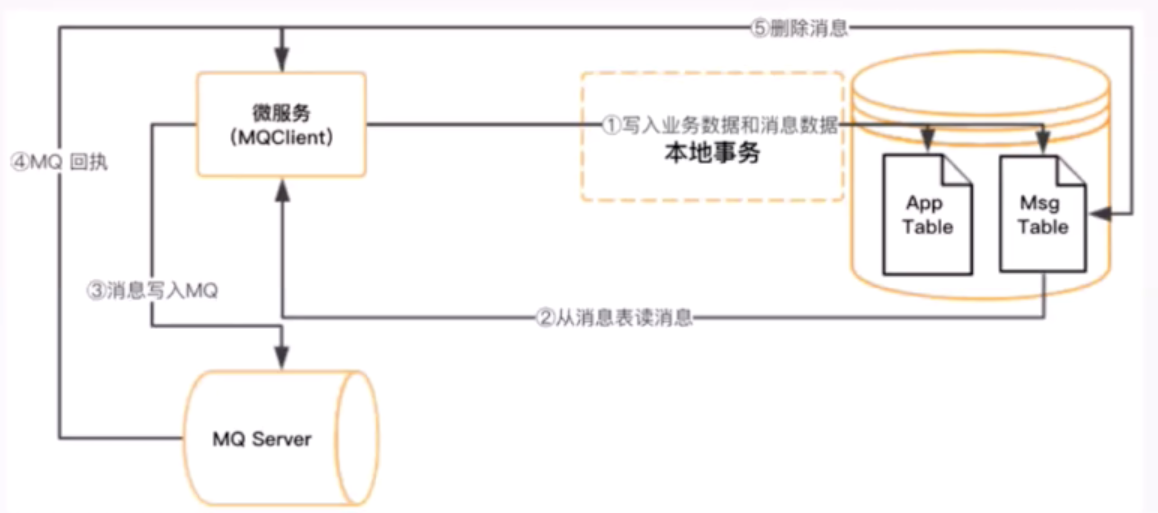 ⑤删除消息
微服务
（MQClient）
①写入业务数据和消息数据
本地事务
④MQ 回执
App
Table
Msg
Table
③消息写入MQ
②从消息表读消息
MQ Server